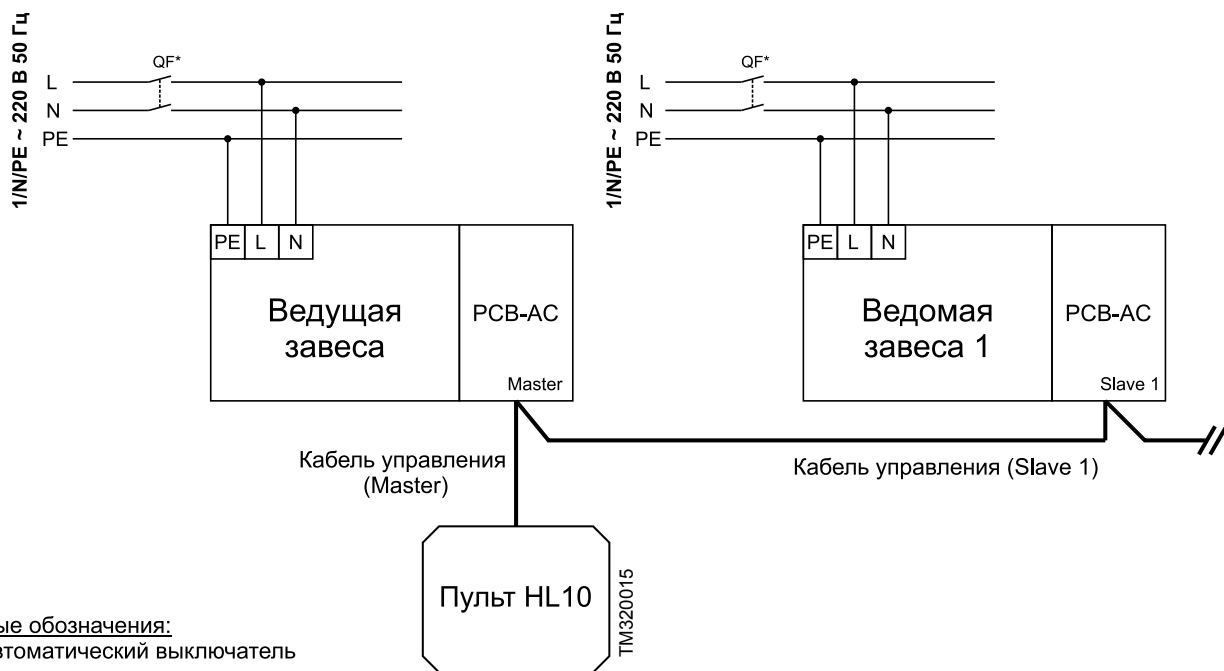 1/N/PE ~ 220 В 50 Гц
QF*
L
N
PE
PE L N
Ведущая
завеса
PCB-AC
Master
1/N/PE ~ 220 В 50 Гц
QF*
L
N
PE
PE L N
Ведомая
завеса 1
PCB-AC
Slave 1
Кабель управления
(Master)
Кабель управления (Slave 1)
Пульт HL10
TM320015
ые обозначения:
втоматический выключатель